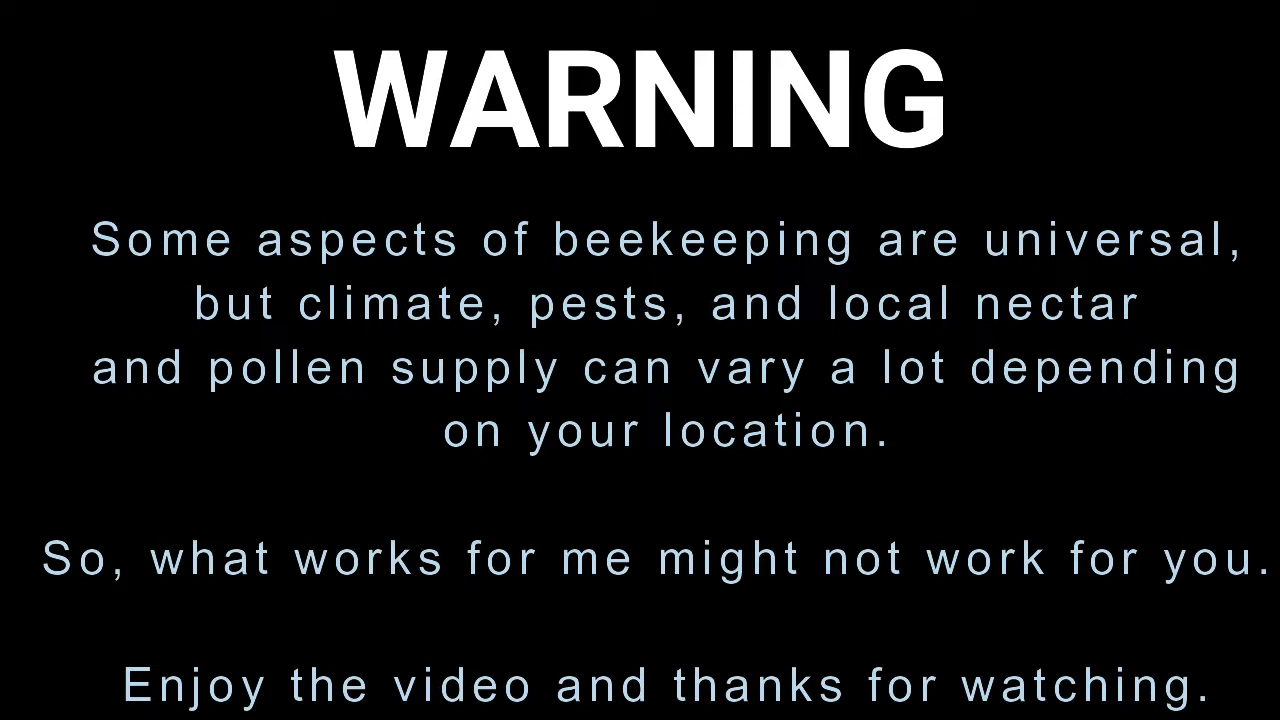 WARNING
Some aspects of beekeeping are universal,
but climate, pests, and local nectar
and pollen supply can vary a lot depending
on your location.
So, what works for me might not work for you.
Enjoy the video and thanks for watching.